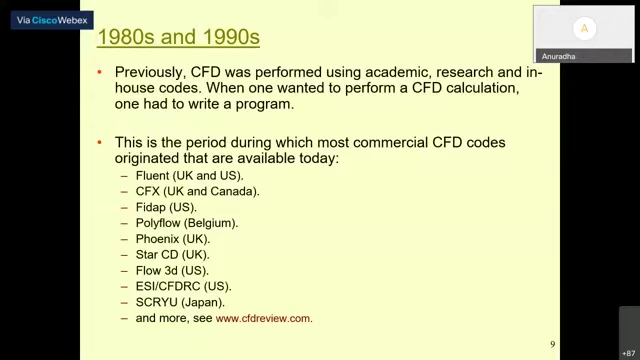 Via Cisco Webex
1980s and 1990s
A
Anuradha
• Previously, CFD was performed using academic, research and in-
house codes. When one wanted to perform a CFD calculation,
one had to write a program.
• This is the period during which most commercial CFD codes
originated that are available today:
– Fluent (UK and US).
– CFX (UK and Canada).
– Fidap (US).
– Polyflow (Belgium).
– Phoenix (UK).
– Star CD (UK).
– Flow 3d (US).
– ESI/CFDRC (US).
– SCRYU (Japan).
– and more, see www.cfdreview.com.
9
+87